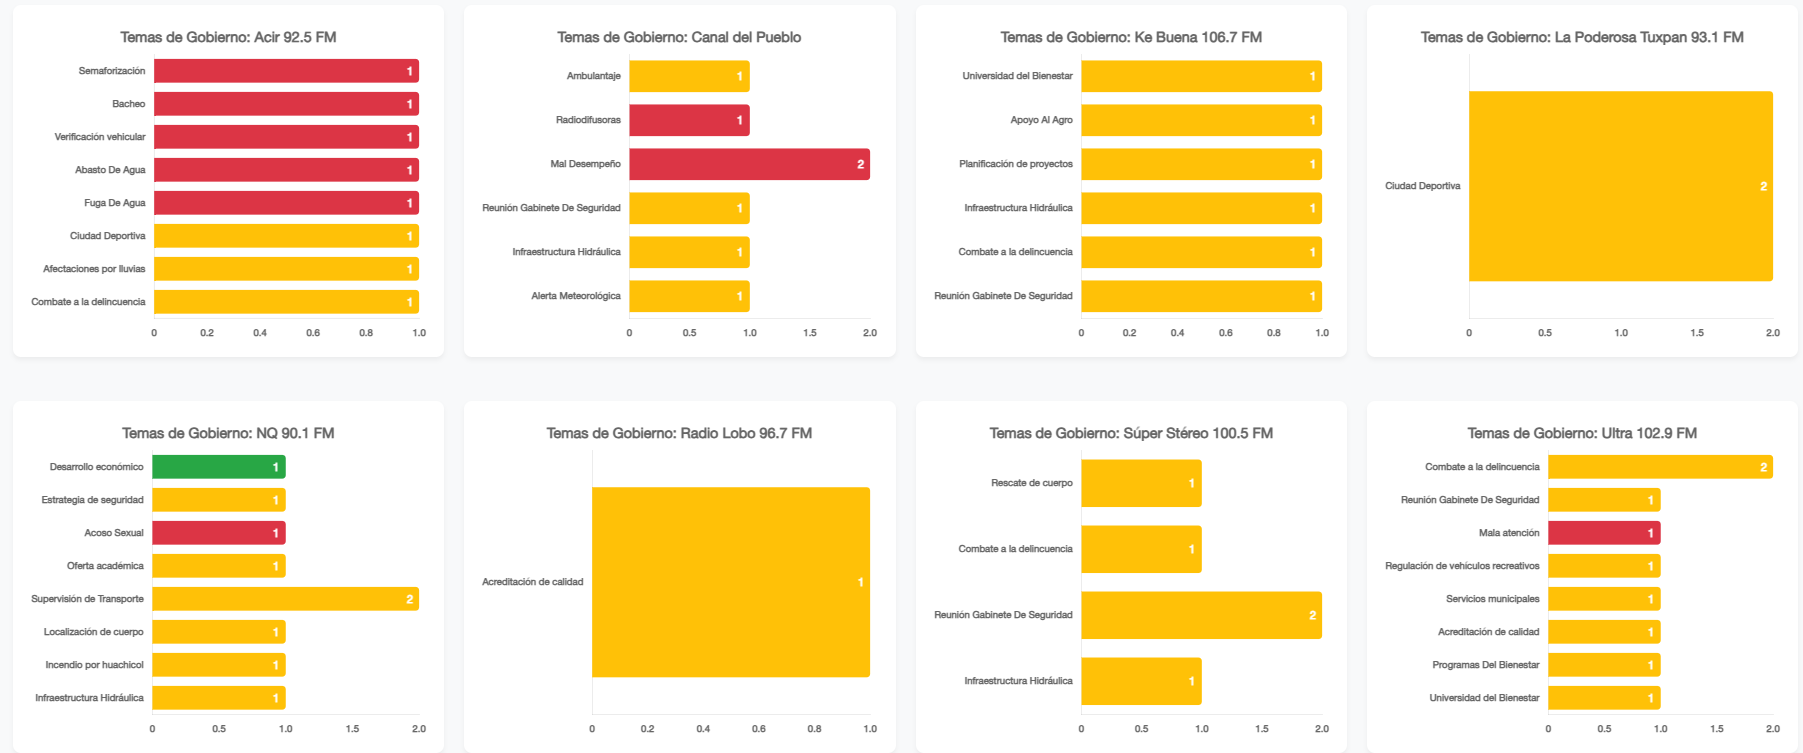 Temas de Gobierno: Acir 92.5 FM
Semaforización 1
Bacheo 1
Verificación vehicular 1
Abasto De Agua 1
Fuga De Agua 1
Ciudad Deportiva 1
Afectaciones por lluvias 1
Combate a la delincuencia 1
0 0.2 0.4 0.6 0.8 1.0
Temas de Gobierno: Canal del Pueblo
Ambulantaje 1
Radiodifusoras 1
Mal Desempeño 2
Reunión Gabinete De Seguridad 1
Infraestructura Hidráulica 1
Alerta Meteorológica 1
0 0.5 1.0 1.5 2.0
Temas de Gobierno: Ke Buena 106.7 FM
Universidad del Bienestar 1
Apoyo Al Agro 1
Planificación de proyectos 1
Infraestructura Hidráulica 1
Combate a la delincuencia 1
Reunión Gabinete De Seguridad 1
0 0.2 0.4 0.6 0.8 1.0
Temas de Gobierno: La Poderosa Tuxpan 93.1 FM
Ciudad Deportiva 2
0 0.5 1.0 1.5 2.0
Temas de Gobierno: NQ 90.1 FM
Desarrollo económico 1
Estrategia de seguridad 1
Acoso Sexual 1
Oferta académica 1
Supervisión de Transporte 2
Localización de cuerpo 1
Incendio por huachicol 1
Infraestructura Hidráulica 1
0 0.5 1.0 1.5 2.0
Temas de Gobierno: Radio Lobo 96.7 FM
Acreditación de calidad 1
0 0.2 0.4 0.6 0.8 1.0
Temas de Gobierno: Súper Stéreo 100.5 FM
Rescate de cuerpo 1
Combate a la delincuencia 1
Reunión Gabinete De Seguridad 2
Infraestructura Hidráulica 1
0 0.5 1.0 1.5 2.0
Temas de Gobierno: Ultra 102.9 FM
Combate a la delincuencia 2
Reunión Gabinete De Seguridad 1
Mala atención 1
Regulación de vehículos recreativos 1
Servicios municipales 1
Acreditación de calidad 1
Programas Del Bienestar 1
Universidad del Bienestar 1
0 0.5 1.0 1.5 2.0